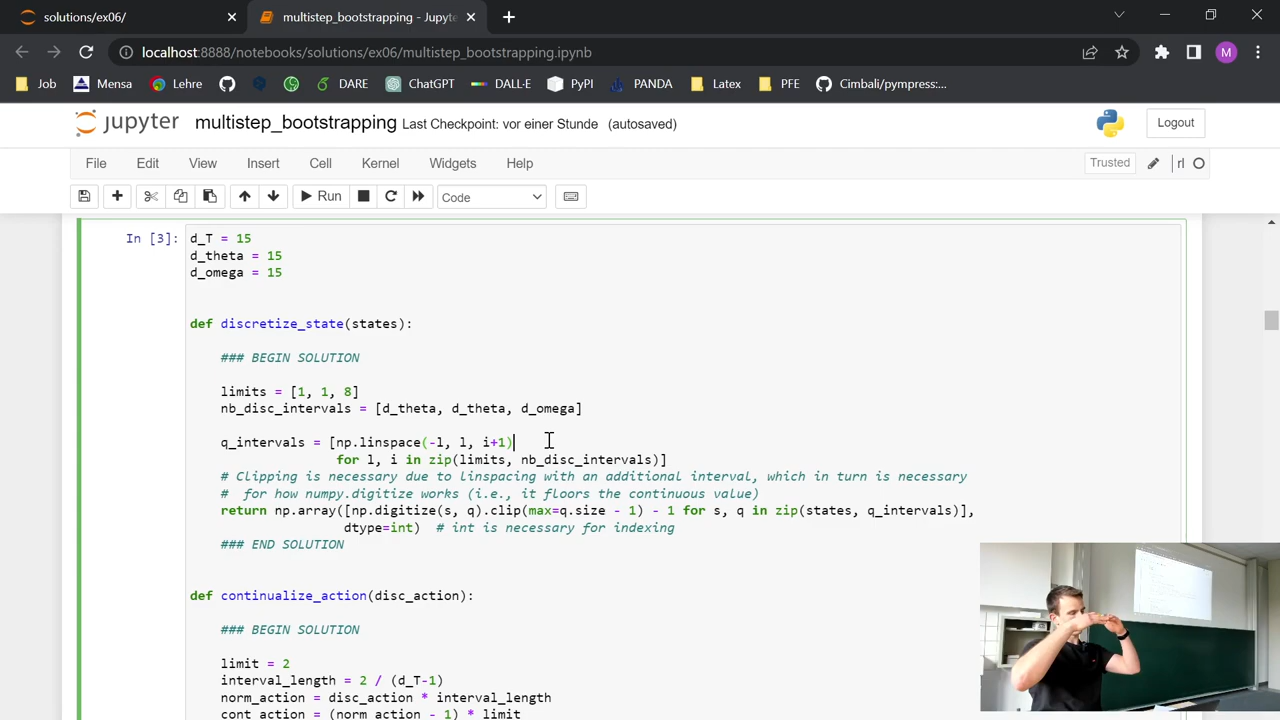 solutions/ex06/
multistep_bootstrapping - Jupyte
localhost:8888/notebooks/solutions/ex06/multistep_bootstrapping.ipynb
M
Job
Mensa
Lehre
DARE
ChatGPT
DALL-E
PyPI
PANDA
Latex
PFE
Cimbali/pympress:...
jupyter
multistep_bootstrapping Last Checkpoint: vor einer Stunde (autosaved)
Logout
File Edit View Insert Cell Kernel Widgets Help
Trusted
rl
Run
Code
In [3]:
d_T = 15
d_theta = 15
d_omega = 15
def discretize_state(states):
### BEGIN SOLUTION
limits = [1, 1, 8]
nb_disc_intervals = [d_theta, d_theta, d_omega]
q_intervals = [np.linspace(-l, l, i+1)
for l, i in zip(limits, nb_disc_intervals)]
# Clipping is necessary due to linspacing with an additional interval, which in turn is necessary
#  for how numpy.digitize works (i.e., it floors the continuous value)
return np.array([np.digitize(s, q).clip(max=q.size - 1) - 1 for s, q in zip(states, q_intervals)],
dtype=int)  # int is necessary for indexing
### END SOLUTION
def continualize_action(disc_action):
### BEGIN SOLUTION
limit = 2
interval_length = 2 / (d_T-1)
norm_action = disc_action * interval_length
cont_action = (norm_action - 1) * limit